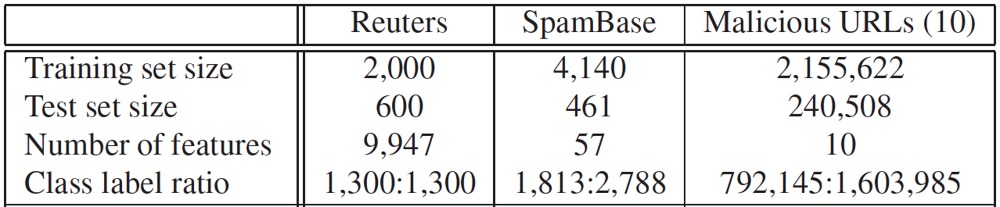 Reuters SpamBase Malicious URLs (10)
Training set size 2,000 4,140 2,155,622
Test set size 600 461 240,508
Number of features 9,947 57 10
Class label ratio 1,300:1,300 1,813:2,788 792,145:1,603,985